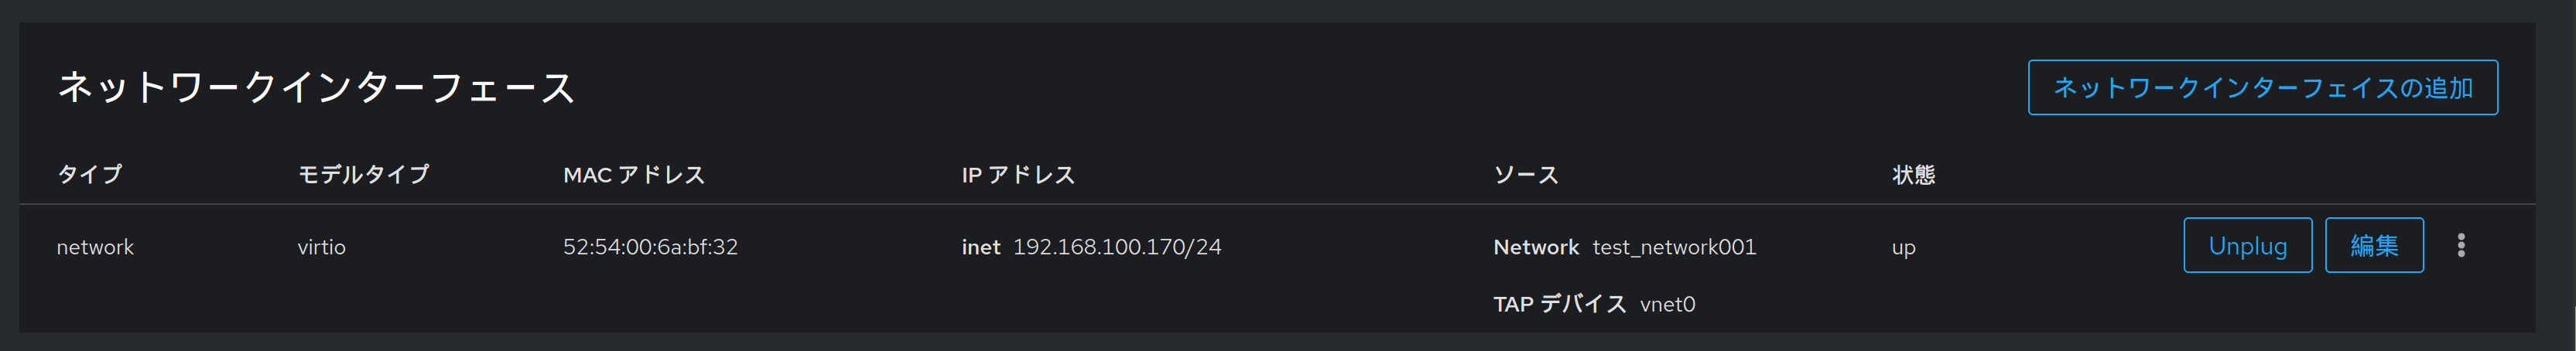 ネットワークインターフェース
ネットワークインターフェイスの追加
タイプ モデルタイプ MAC アドレス IP アドレス ソース 状態
network virtio 52:54:00:6a:bf:32 inet 192.168.100.170/24 Network test_network001 up Unplug 編集
TAP デバイス vnet0